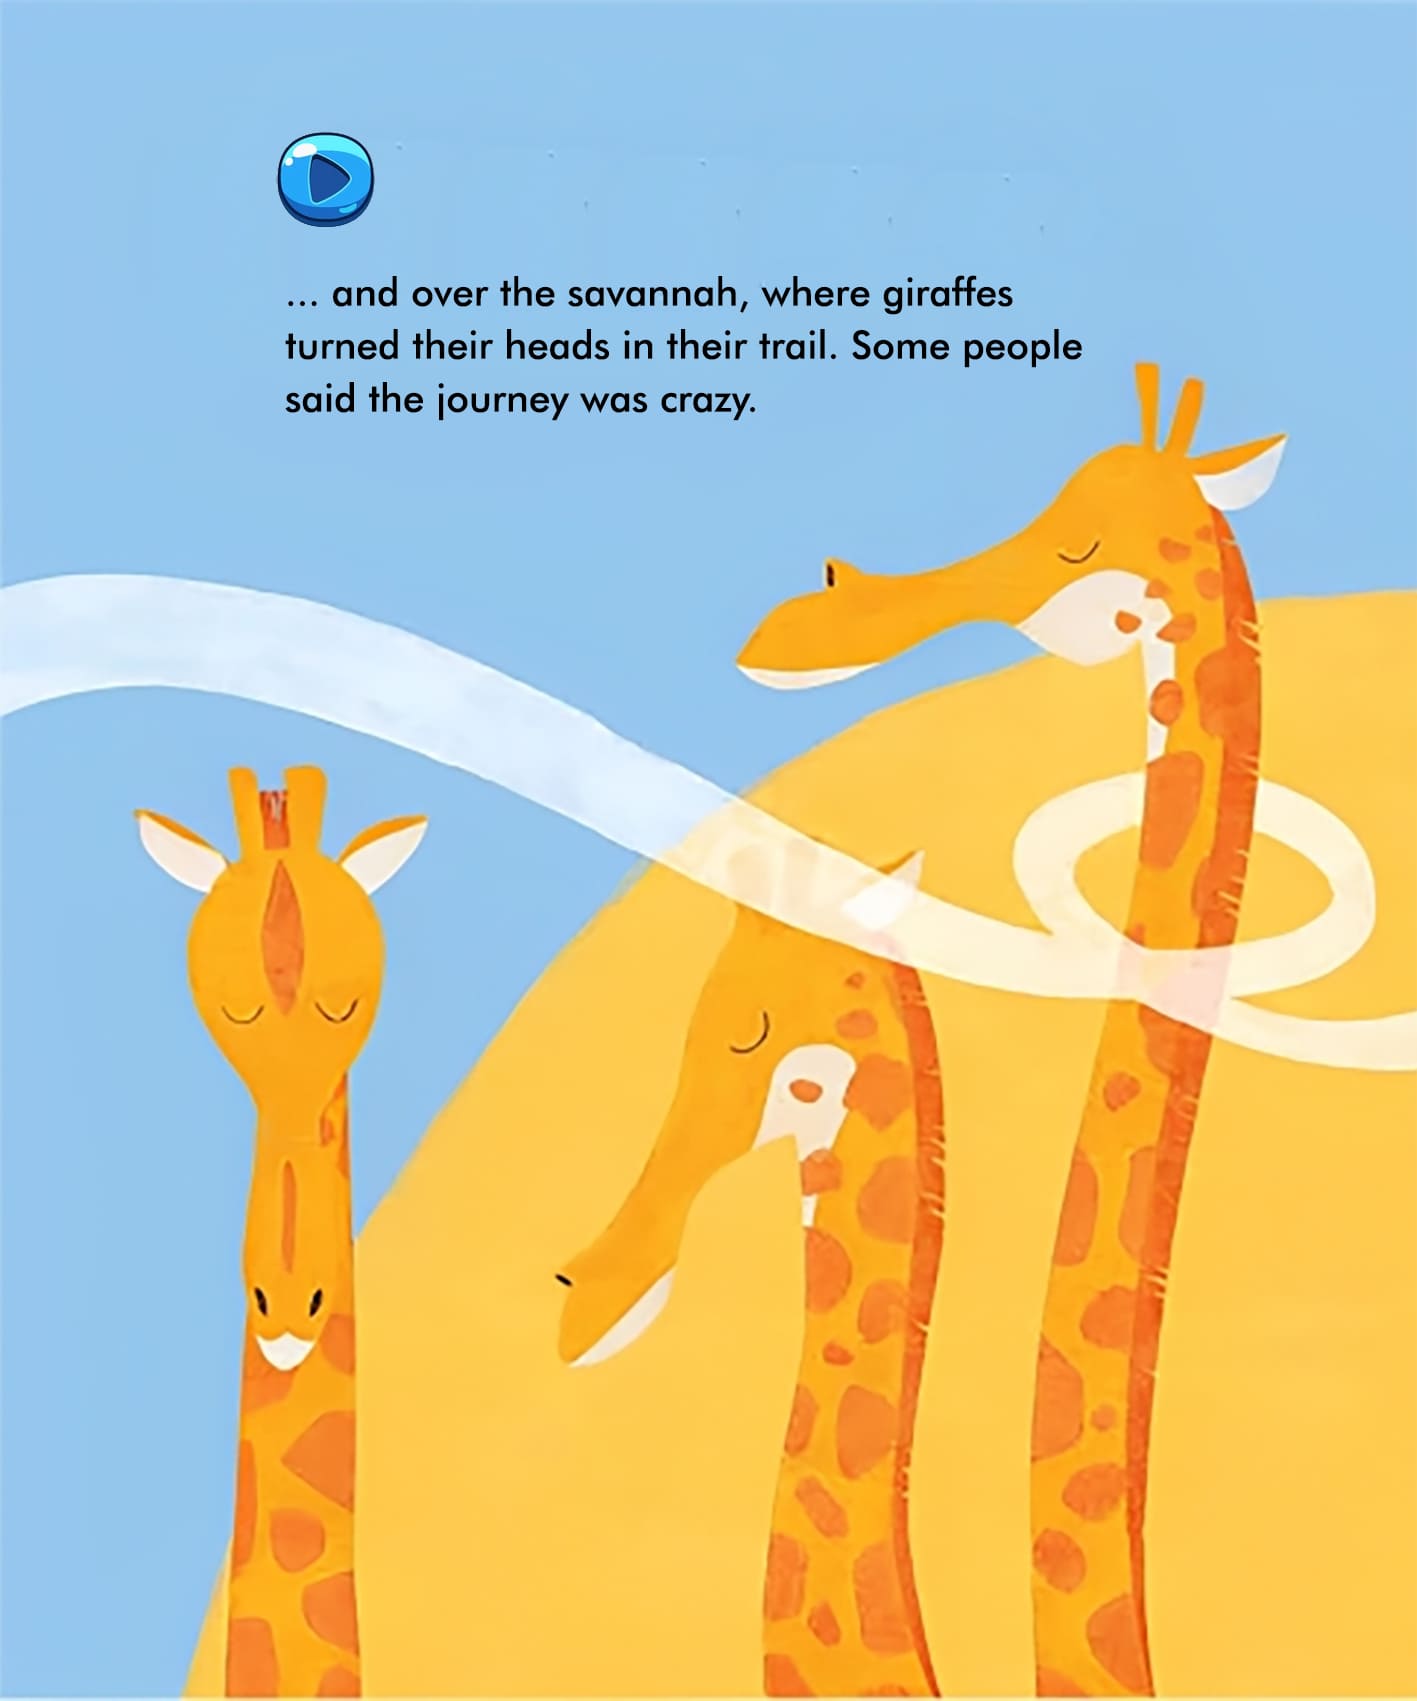 ... and over the savannah, where giraffes
turned their heads in their trail. Some people
said the journey was crazy.